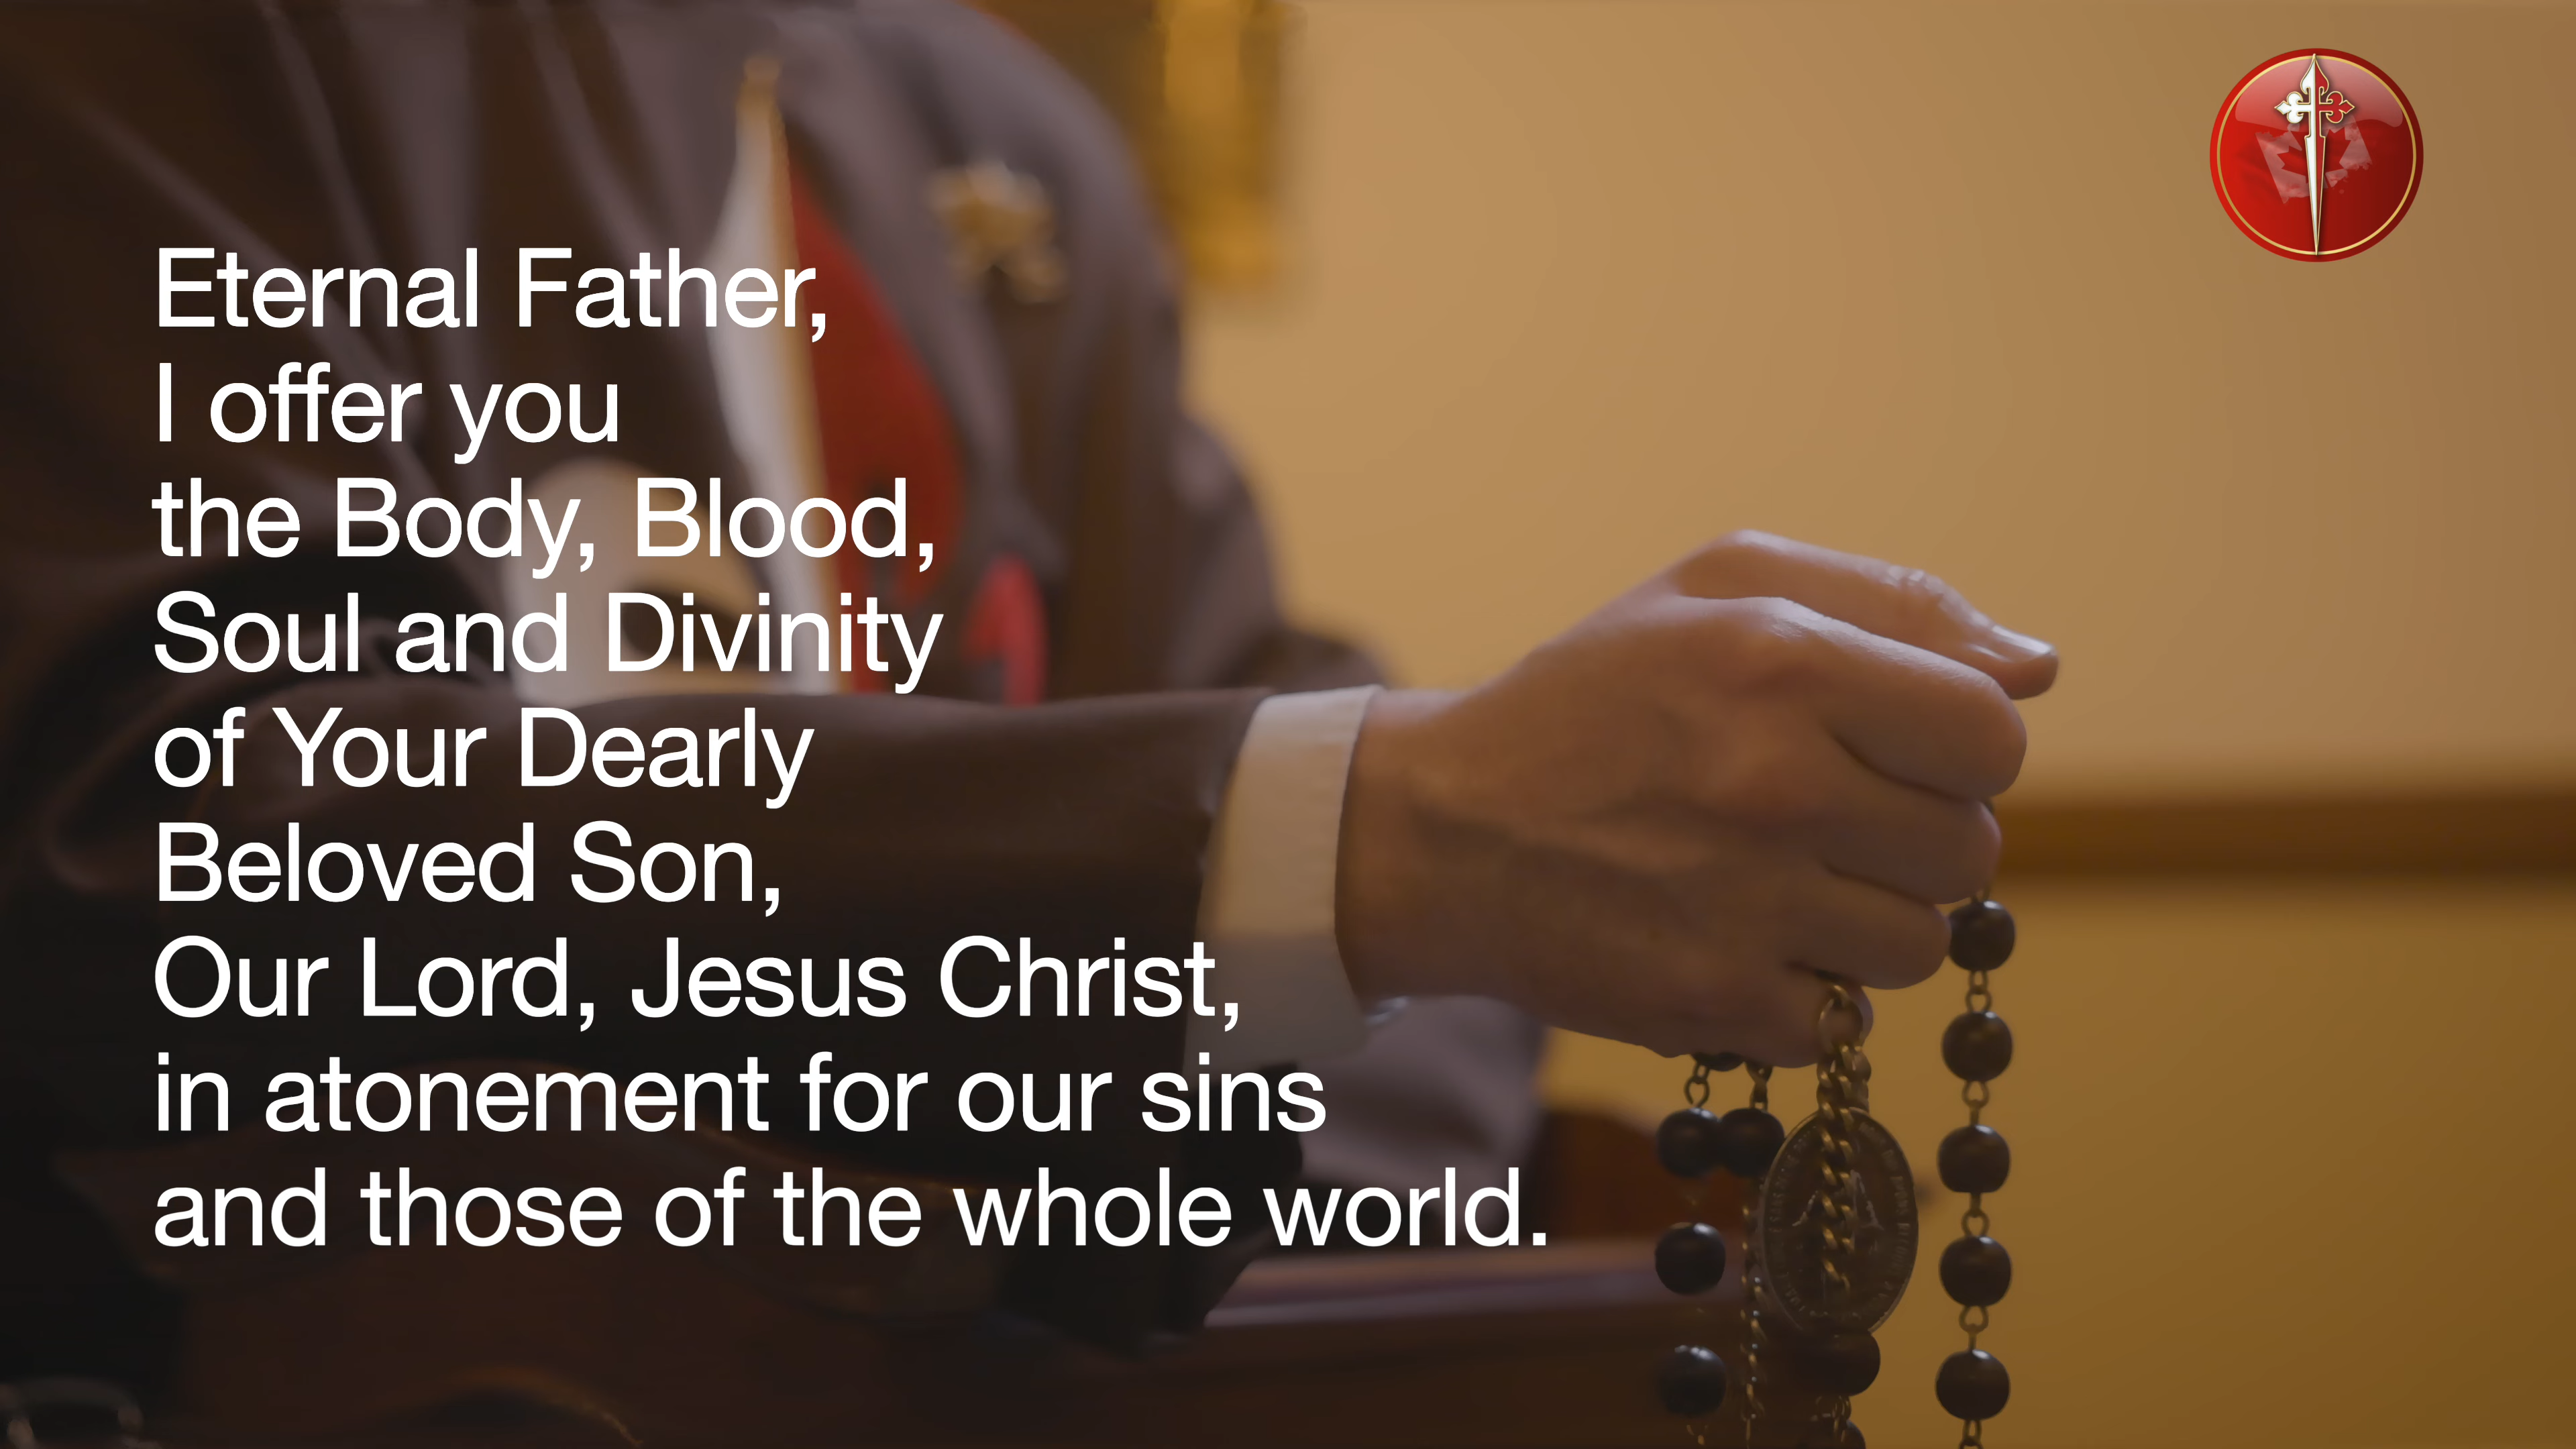 Eternal Father,
I offer you
the Body, Blood,
Soul and Divinity
of Your Dearly
Beloved Son,
Our Lord, Jesus Christ,
in atonement for our sins
and those of the whole world.